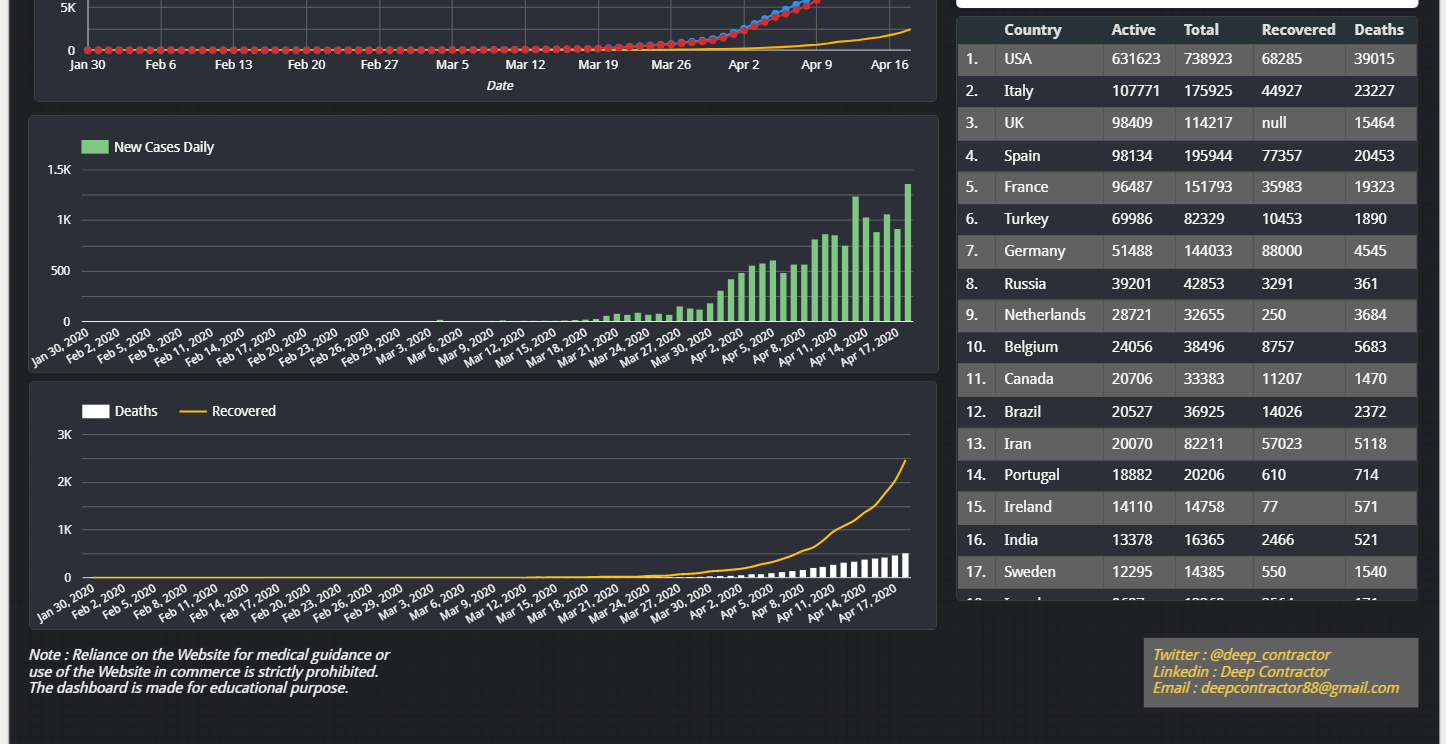 5K
0
Jan 30 Feb 6 Feb 13 Feb 20 Feb 27 Mar 5 Mar 12 Mar 19 Mar 26 Apr 2 Apr 9 Apr 16
Date
New Cases Daily
1.5K
1K
500
0
Jan 30, 2020 Feb 2, 2020 Feb 5, 2020 Feb 8, 2020 Feb 11, 2020 Feb 14, 2020 Feb 17, 2020 Feb 20, 2020 Feb 23, 2020 Feb 26, 2020 Feb 29, 2020 Mar 3, 2020 Mar 6, 2020 Mar 9, 2020 Mar 12, 2020 Mar 15, 2020 Mar 18, 2020 Mar 21, 2020 Mar 24, 2020 Mar 27, 2020 Mar 30, 2020 Apr 2, 2020 Apr 5, 2020 Apr 8, 2020 Apr 11, 2020 Apr 14, 2020 Apr 17, 2020
Deaths Recovered
3K
2K
1K
0
Jan 30, 2020 Feb 2, 2020 Feb 5, 2020 Feb 8, 2020 Feb 11, 2020 Feb 14, 2020 Feb 17, 2020 Feb 20, 2020 Feb 23, 2020 Feb 26, 2020 Feb 29, 2020 Mar 3, 2020 Mar 6, 2020 Mar 9, 2020 Mar 12, 2020 Mar 15, 2020 Mar 18, 2020 Mar 21, 2020 Mar 24, 2020 Mar 27, 2020 Mar 30, 2020 Apr 2, 2020 Apr 5, 2020 Apr 8, 2020 Apr 11, 2020 Apr 14, 2020 Apr 17, 2020
Note : Reliance on the Website for medical guidance or
use of the Website in commerce is strictly prohibited.
The dashboard is made for educational purpose.
Country Active Total Recovered Deaths
1. USA 631623 738923 68285 39015
2. Italy 107771 175925 44927 23227
3. UK 98409 114217 null 15464
4. Spain 98134 195944 77357 20453
5. France 96487 151793 35983 19323
6. Turkey 69986 82329 10453 1890
7. Germany 51488 144033 88000 4545
8. Russia 39201 42853 3291 361
9. Netherlands 28721 32655 250 3684
10. Belgium 24056 38496 8757 5683
11. Canada 20706 33383 11207 1470
12. Brazil 20527 36925 14026 2372
13. Iran 20070 82211 57023 5118
14. Portugal 18882 20206 610 714
15. Ireland 14110 14758 77 571
16. India 13378 16365 2466 521
17. Sweden 12295 14385 550 1540
Twitter : @deep_contractor
Linkedin : Deep Contractor
Email : deepcontractor88@gmail.com